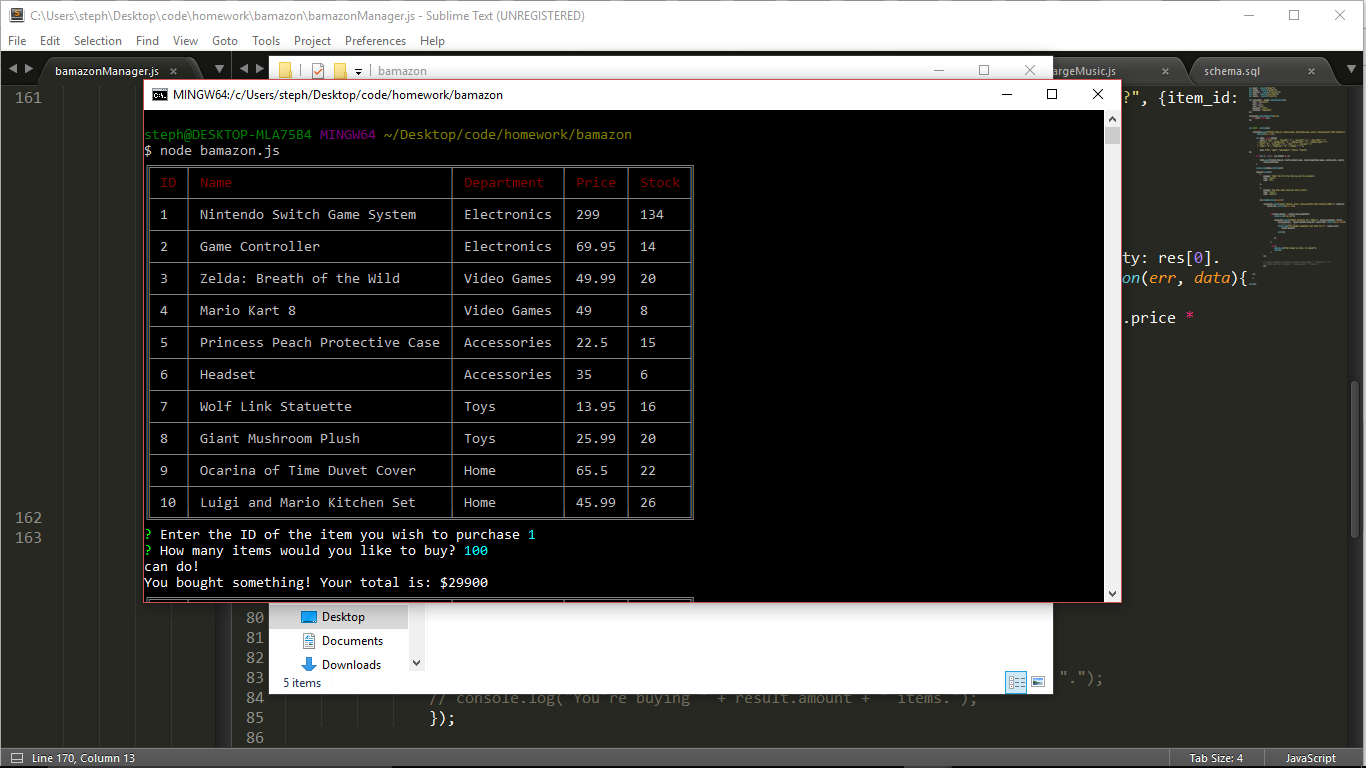 C:\Users\steph\Desktop\code\homework\bamazon\bamazonManager.js - Sublime Text (UNREGISTERED)
File Edit Selection Find View Goto Tools Project Preferences Help
bamazonManager.js
bamazon
argeMusic.js
schema.sql
161
?", {item_id:
MINGW64:/c/Users/steph/Desktop/code/homework/bamazon
steph@DESKTOP-MLA75B4 MINGW64 ~/Desktop/code/homework/bamazon
$ node bamazon.js
ID Name Department Price Stock
1 Nintendo Switch Game System Electronics 299 134
2 Game Controller Electronics 69.95 14
3 Zelda: Breath of the Wild Video Games 49.99 20
4 Mario Kart 8 Video Games 49 8
5 Princess Peach Protective Case Accessories 22.5 15
6 Headset Accessories 35 6
7 Wolf Link Statuette Toys 13.95 16
8 Giant Mushroom Plush Toys 25.99 20
9 Ocarina of Time Duvet Cover Home 65.5 22
10 Luigi and Mario Kitchen Set Home 45.99 26
? Enter the ID of the item you wish to purchase 1
? How many items would you like to buy? 100
can do!
You bought something! Your total is: $29900
ty: res[0].
on(err, data){
.price *
162
163
Desktop
Documents
Downloads
5 items
80
81
82
83 ".");
84 // console.log("You're buying " + result.amount + " items.");
85 });
86
Line 170, Column 13
Tab Size: 4
JavaScript